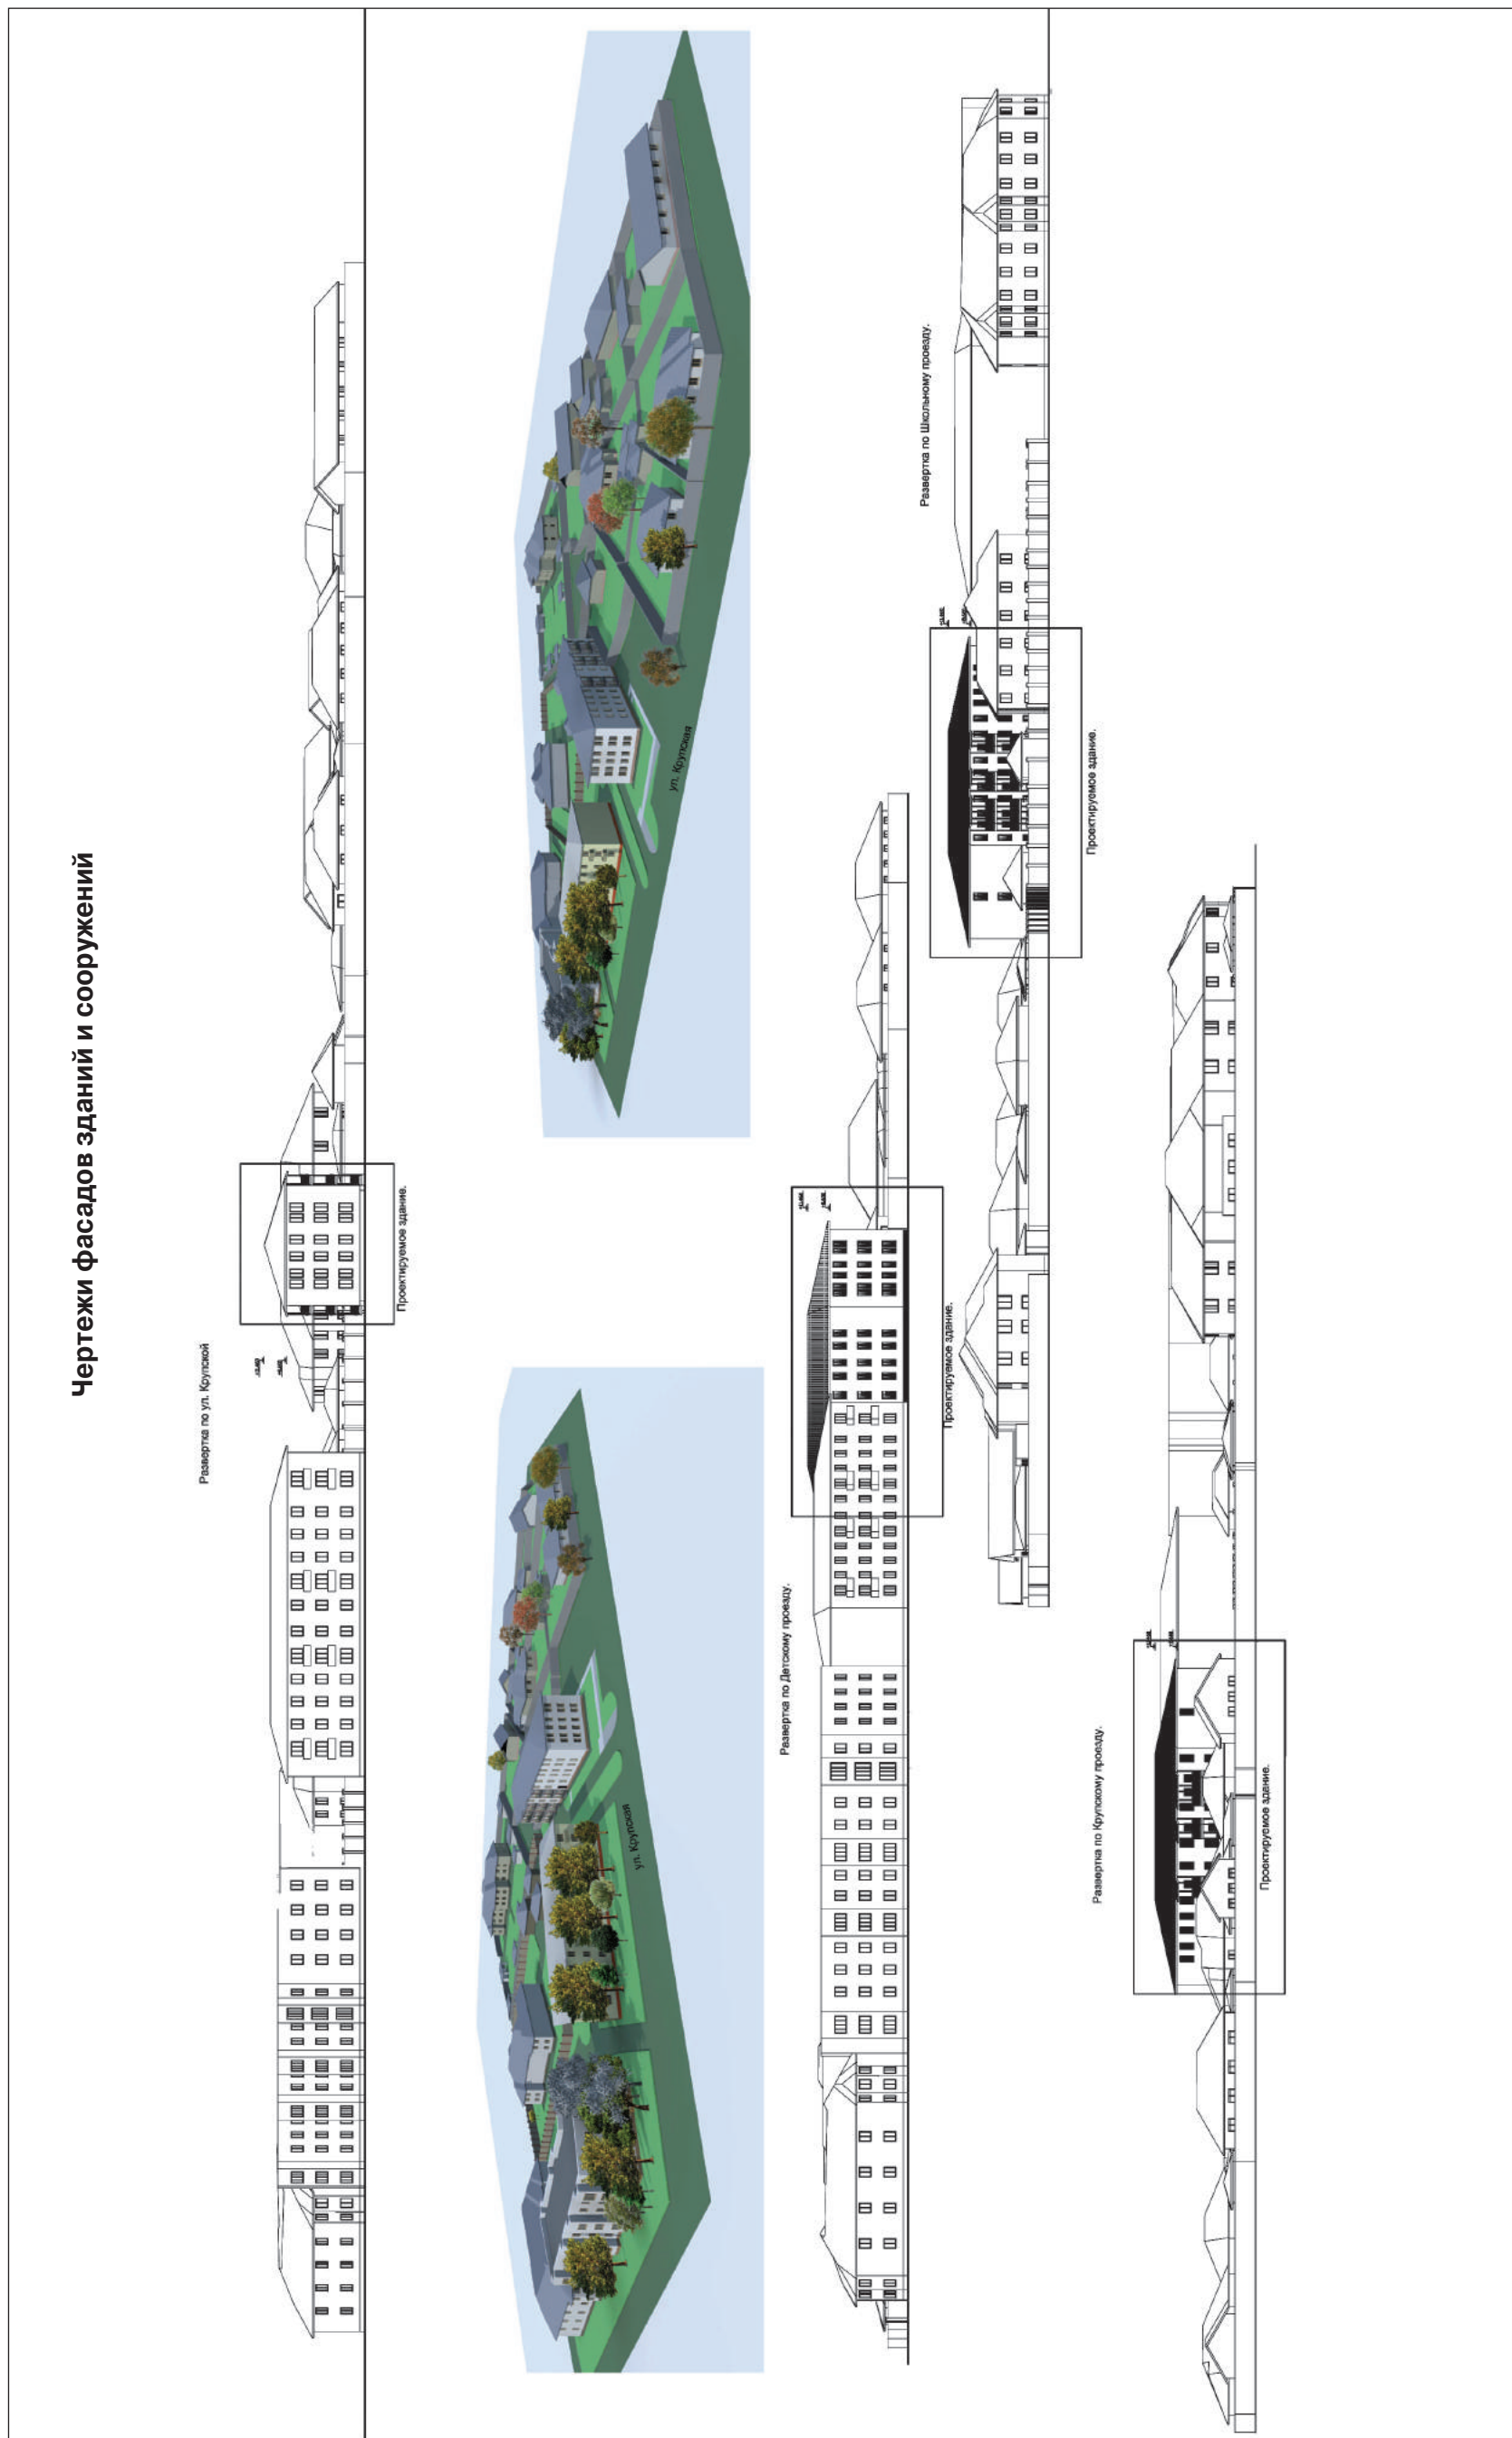 Чертежи фасадов зданий и сооружений
Развертка по ул. Крупской
Проектируемое здание.
ул. Крупская
ул. Крупская
Развертка по Детскому проезду.
Проектируемое здание.
Развертка по Школьному проезду.
Проектируемое здание.
Развертка по Крупскому проезду.
Проектируемое здание.